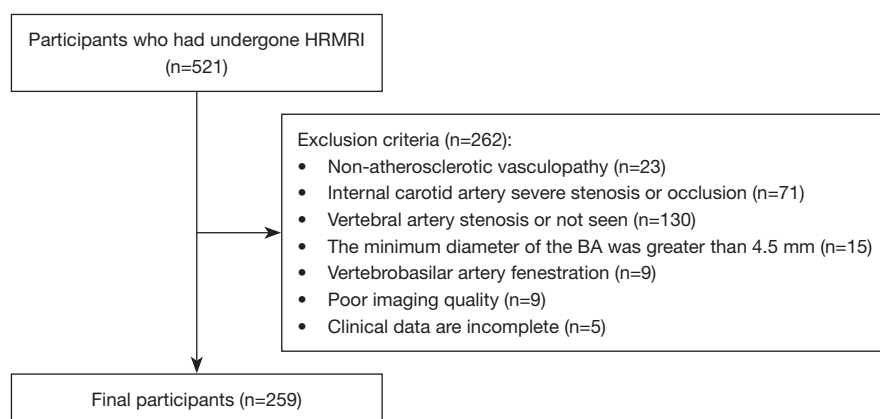 Participants who had undergone HRMRI
(n=521)
Exclusion criteria (n=262):
• Non-atherosclerotic vasculopathy (n=23)
• Internal carotid artery severe stenosis or occlusion (n=71)
• Vertebral artery stenosis or not seen (n=130)
• The minimum diameter of the BA was greater than 4.5 mm (n=15)
• Vertebrobasilar artery fenestration (n=9)
• Poor imaging quality (n=9)
• Clinical data are incomplete (n=5)
Final participants (n=259)